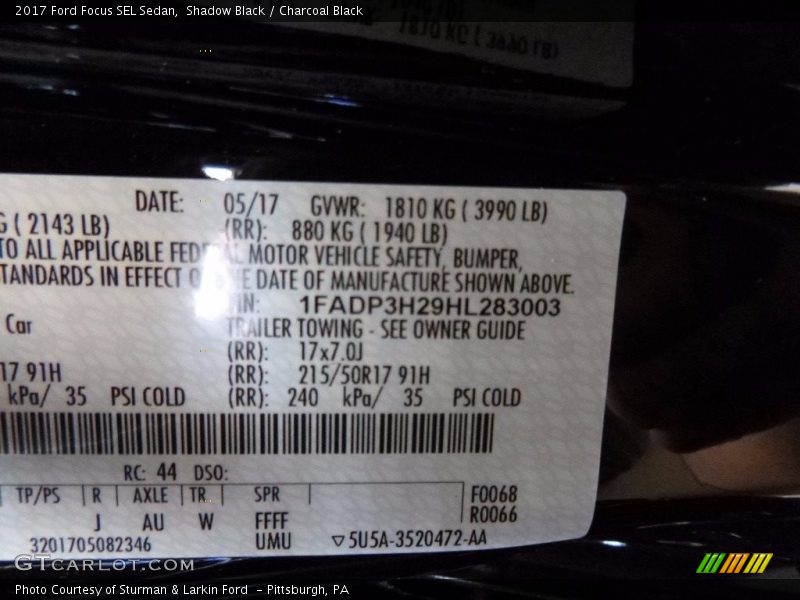 2017 Ford Focus SEL Sedan, Shadow Black / Charcoal Black
1810 KG ( 3990 LB)
DATE: 05/17 GVWR: 1810 KG ( 3990 LB)
G ( 2143 LB) (RR): 880 KG ( 1940 LB)
TO ALL APPLICABLE MOTOR VEHICLE SAFETY, BUMPER,
TANDARDS IN EFFECT DATE OF MANUFACTURE SHOWN ABOVE.
1FADP3H29HL283003
Car TRAILER TOWING - SEE OWNER GUIDE
(RR): 17x7.0J
17 91H (RR): 215/50R17 91H
kPa/ 35 PSI COLD (RR): 240 kPa/ 35 PSI COLD
RC: 44 DSO:
TP/PS R AXLE TR SPR F0068
J AU W FFFF R0066
3201705082346 UMU ▽5U5A-3520472-AA
GTCARLOT.COM
Photo Courtesy of Sturman & Larkin Ford - Pittsburgh, PA